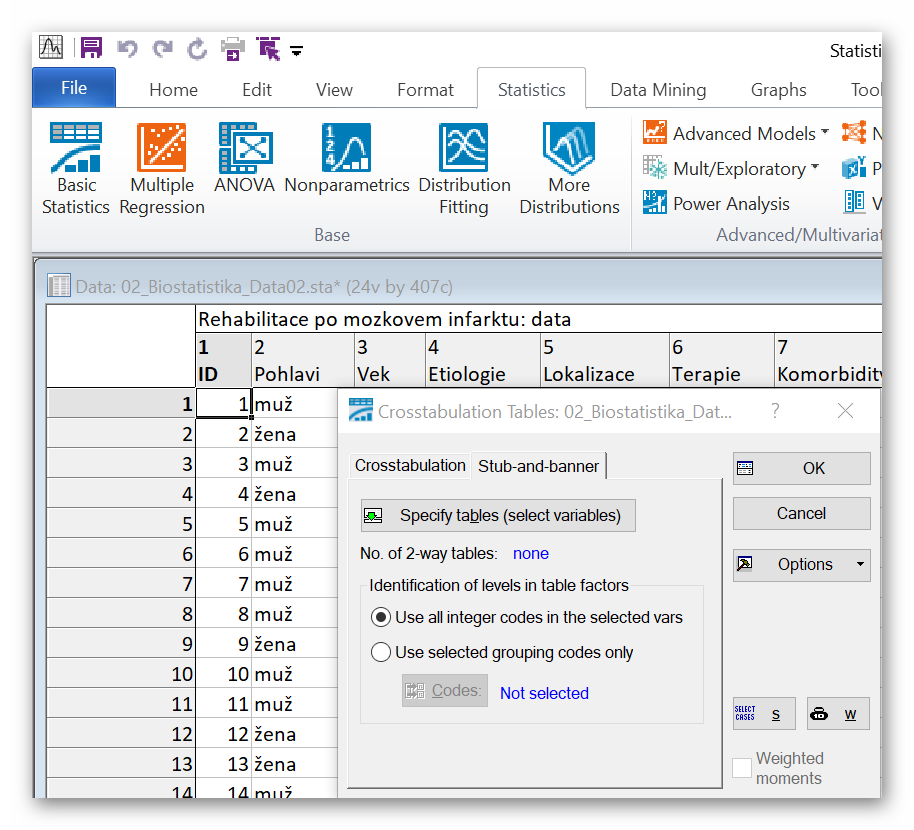 Statisti
File Home Edit View Format Statistics Data Mining Graphs Tool
Basic Statistics
Multiple Regression
ANOVA
Nonparametrics
Distribution Fitting
More Distributions
Base
Advanced Models
Mult/Exploratory
Power Analysis
N
P
V
Advanced/Multivariat
Data: 02_Biostatistika_Data02.sta* (24v by 407c)
Rehabilitace po mozkovem infarktu: data
1 2 3 4 5 6 7
ID Pohlavi Vek Etiologie Lokalizace Terapie Komorbidity
1 1 muž
2 2 žena
3 3 muž
4 4 žena
5 5 muž
6 6 muž
7 7 muž
8 8 muž
9 9 žena
10 10 muž
11 11 muž
12 12 žena
13 13 žena
14 14 muž
Crosstabulation Tables: 02_Biostatistika_Dat... ?
Crosstabulation Stub-and-banner
Specify tables (select variables)
No. of 2-way tables: none
Identification of levels in table factors
Use all integer codes in the selected vars
Use selected grouping codes only
Codes: Not selected
OK
Cancel
Options
SELECT CASES S
W
Weighted moments